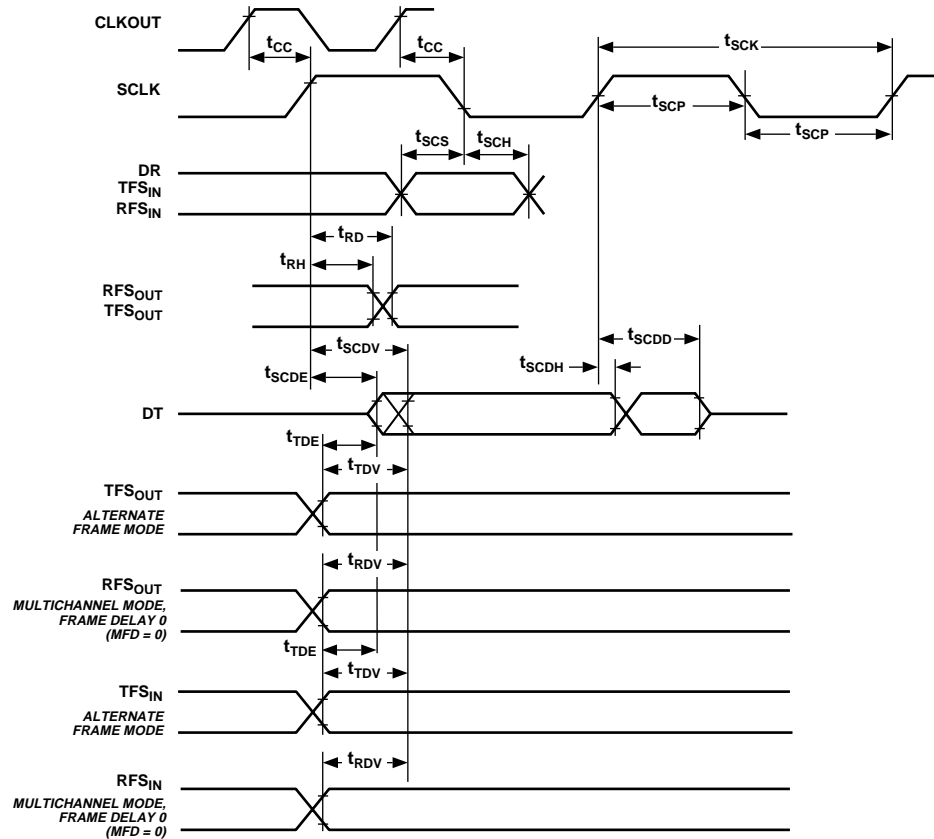 CLKOUT
tCC
tCC
tSCK
SCLK
tSCP
tSCP
tSCS
tSCH
DR
TFSIN
RFSIN
tRD
tRH
RFSOUT
TFSOUT
tSCDV
tSCDD
tSCDE
tSCDH
DT
tTDE
tTDV
TFSOUT
ALTERNATE
FRAME MODE
tRDV
RFSOUT
MULTICHANNEL MODE,
FRAME DELAY 0
(MFD = 0)
tTDE
tTDV
TFSIN
ALTERNATE
FRAME MODE
tRDV
RFSIN
MULTICHANNEL MODE,
FRAME DELAY 0
(MFD = 0)